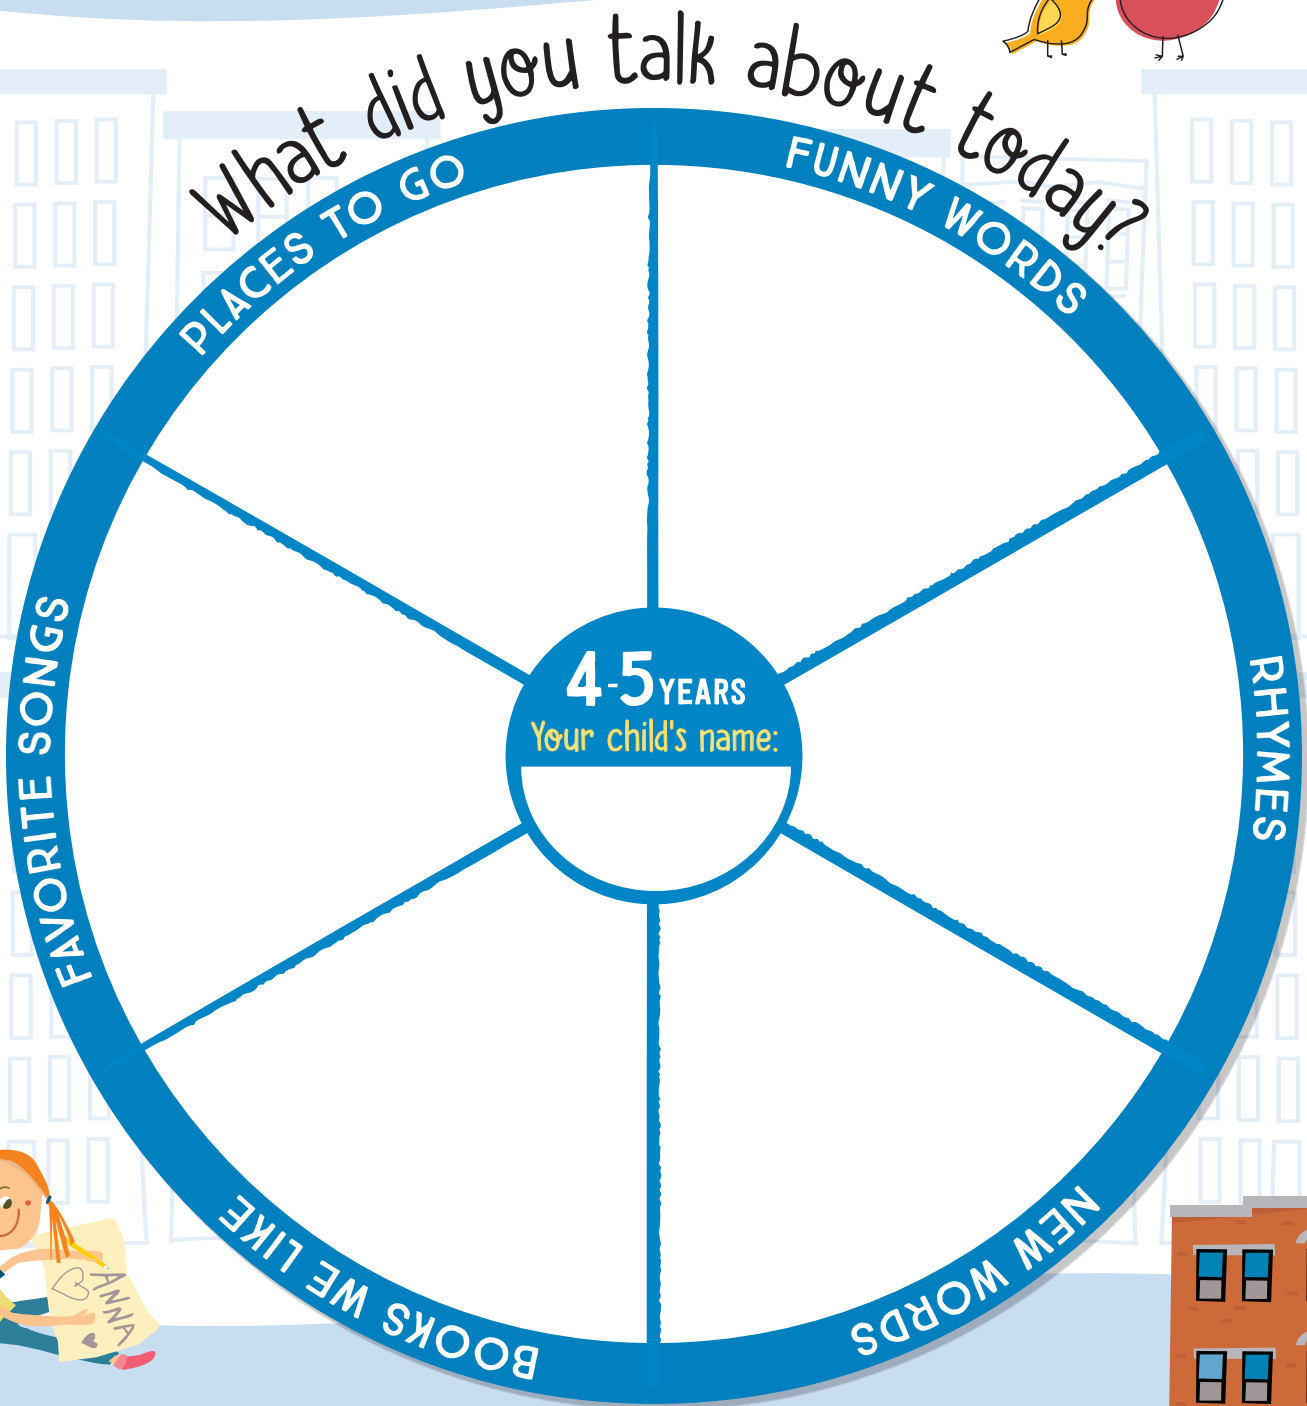 What did you talk about today?
PLACES TO GO
FUNNY WORDS
RHYMES
NEW WORDS
BOOKS WE LIKE
FAVORITE SONGS
4-5 YEARS
Your child's name:
ANNA